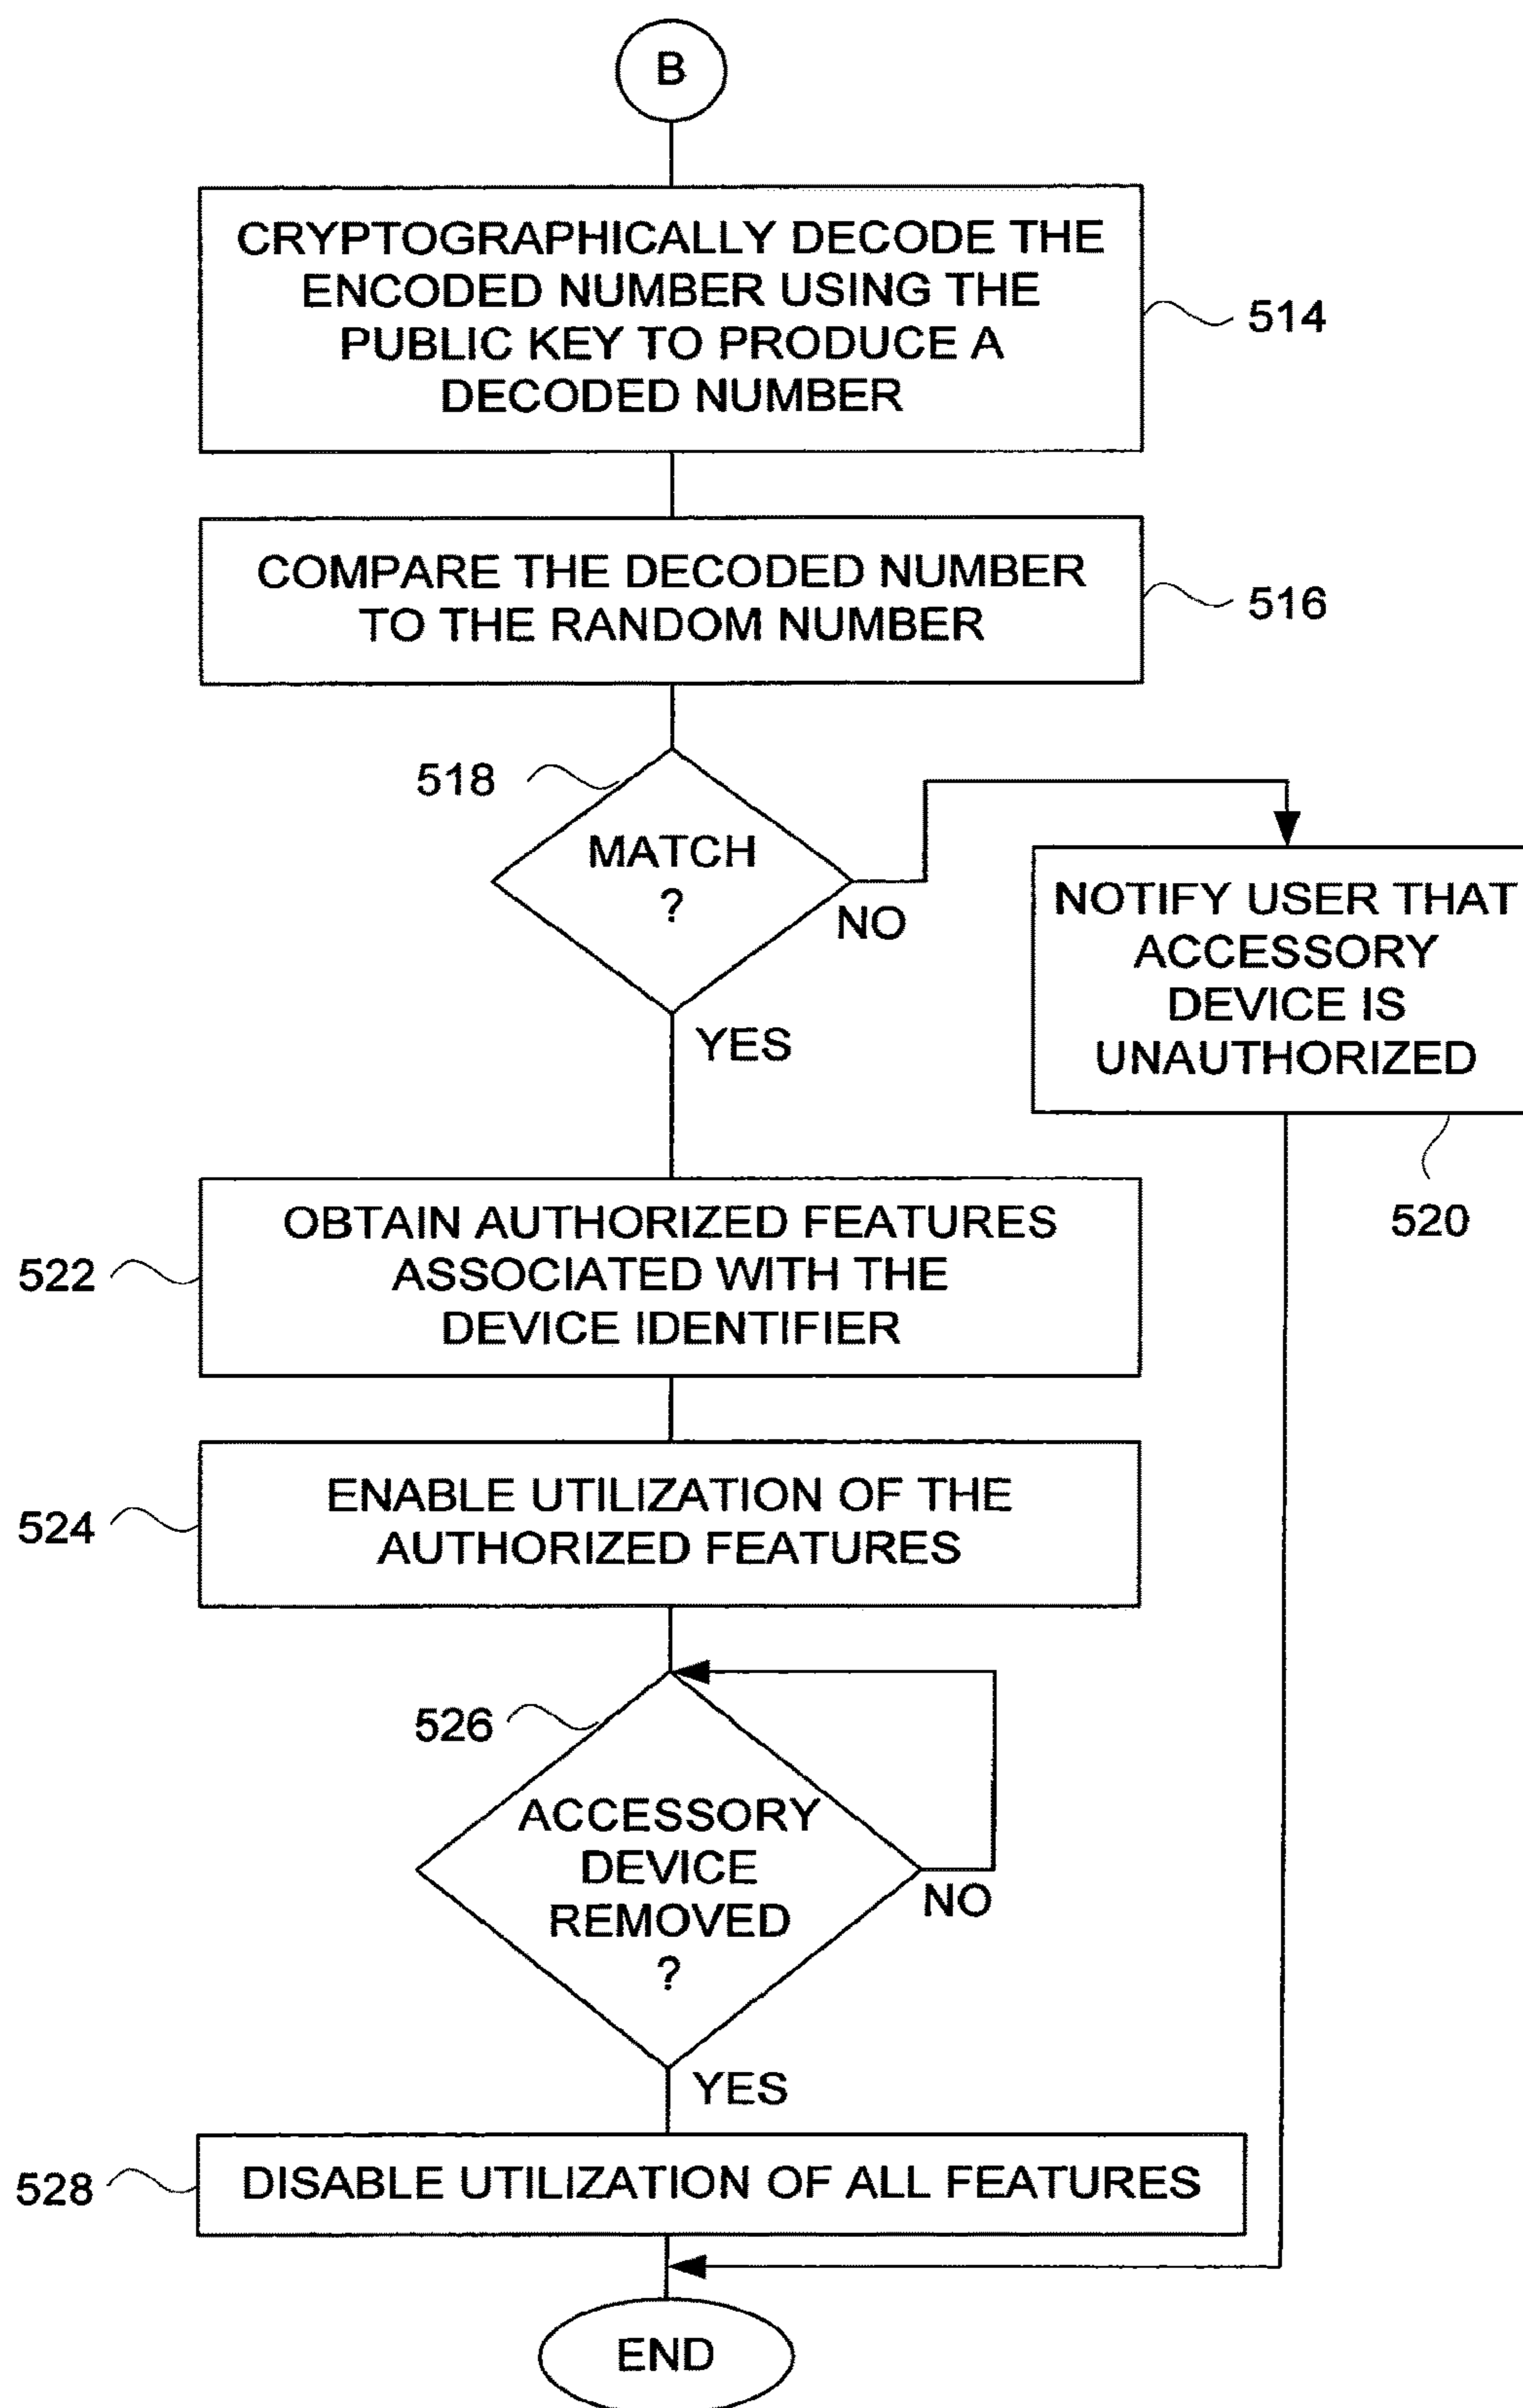 B
CRYPTOGRAPHICALLY DECODE THE
ENCODED NUMBER USING THE
PUBLIC KEY TO PRODUCE A
DECODED NUMBER
514
COMPARE THE DECODED NUMBER
TO THE RANDOM NUMBER
516
518
MATCH
?
NO
YES
NOTIFY USER THAT
ACCESSORY
DEVICE IS
UNAUTHORIZED
520
OBTAIN AUTHORIZED FEATURES
ASSOCIATED WITH THE
DEVICE IDENTIFIER
522
ENABLE UTILIZATION OF THE
AUTHORIZED FEATURES
524
526
ACCESSORY
DEVICE
REMOVED
?
NO
YES
528
DISABLE UTILIZATION OF ALL FEATURES
END